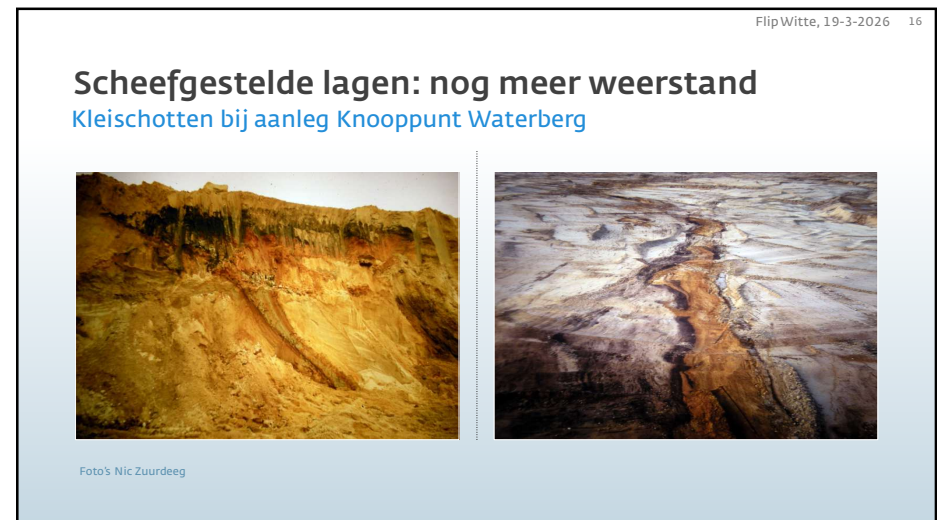 Flip Witte, 19-3-2026 16
Scheefgestelde lagen: nog meer weerstand
Kleischotten bij aanleg Knooppunt Waterberg
Foto's Nic Zuurdeeg